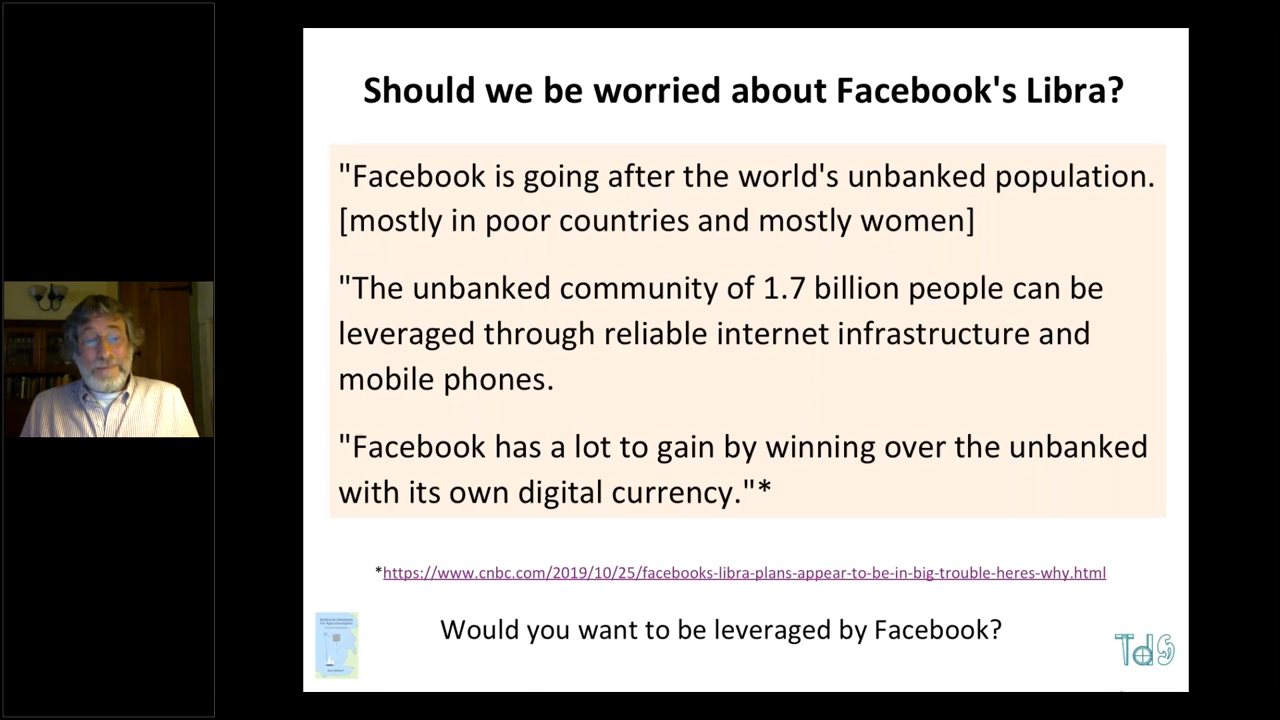 Should we be worried about Facebook's Libra?
"Facebook is going after the world's unbanked population.
[mostly in poor countries and mostly women]
"The unbanked community of 1.7 billion people can be
leveraged through reliable internet infrastructure and
mobile phones.
"Facebook has a lot to gain by winning over the unbanked
with its own digital currency."*
*https://www.cnbc.com/2019/10/25/facebooks-libra-plans-appear-to-be-in-big-trouble-heres-why.html
Would you want to be leveraged by Facebook?
TdS